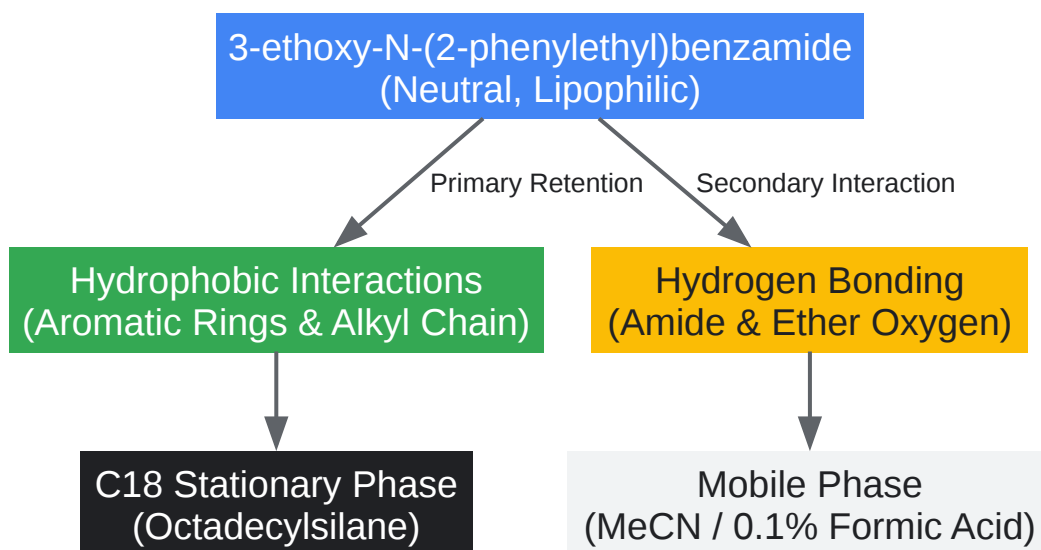 3-ethoxy-N-(2-phenylethyl)benzamide
(Neutral, Lipophilic)
Primary Retention
Secondary Interaction
Hydrophobic Interactions
(Aromatic Rings & Alkyl Chain)
Hydrogen Bonding
(Amide & Ether Oxygen)
C18 Stationary Phase
(Octadecylsilane)
Mobile Phase
(MeCN / 0.1% Formic Acid)